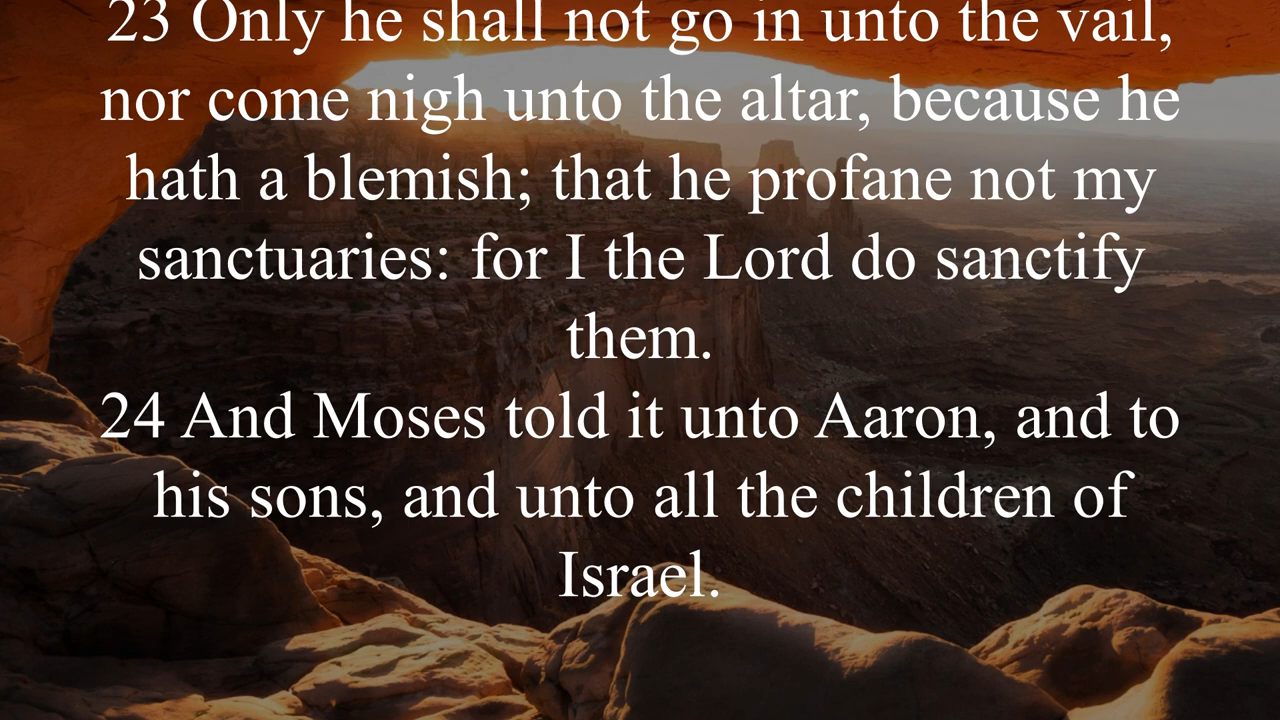 23 Only he shall not go in unto the vail,
nor come nigh unto the altar, because he
hath a blemish; that he profane not my
sanctuaries: for I the Lord do sanctify
them.
24 And Moses told it unto Aaron, and to
his sons, and unto all the children of
Israel.